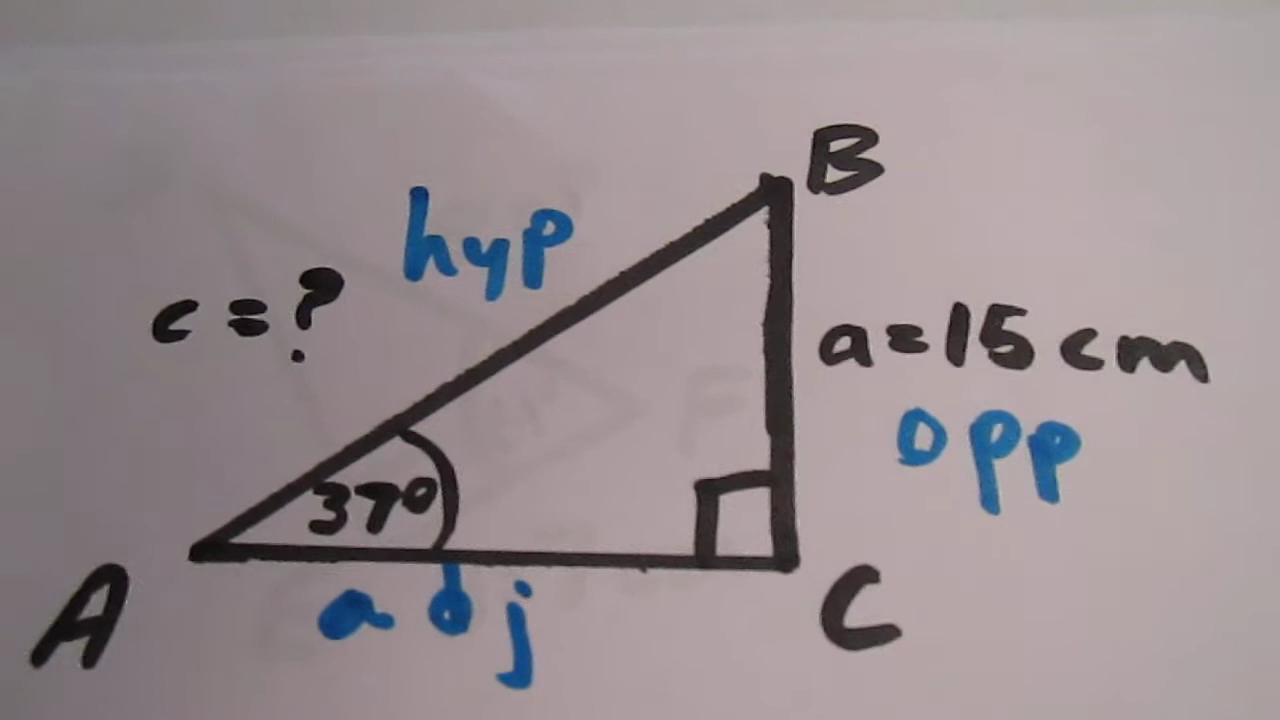 B
hyp
c = ?
a = 15 cm
opp
37°
A
adj
C